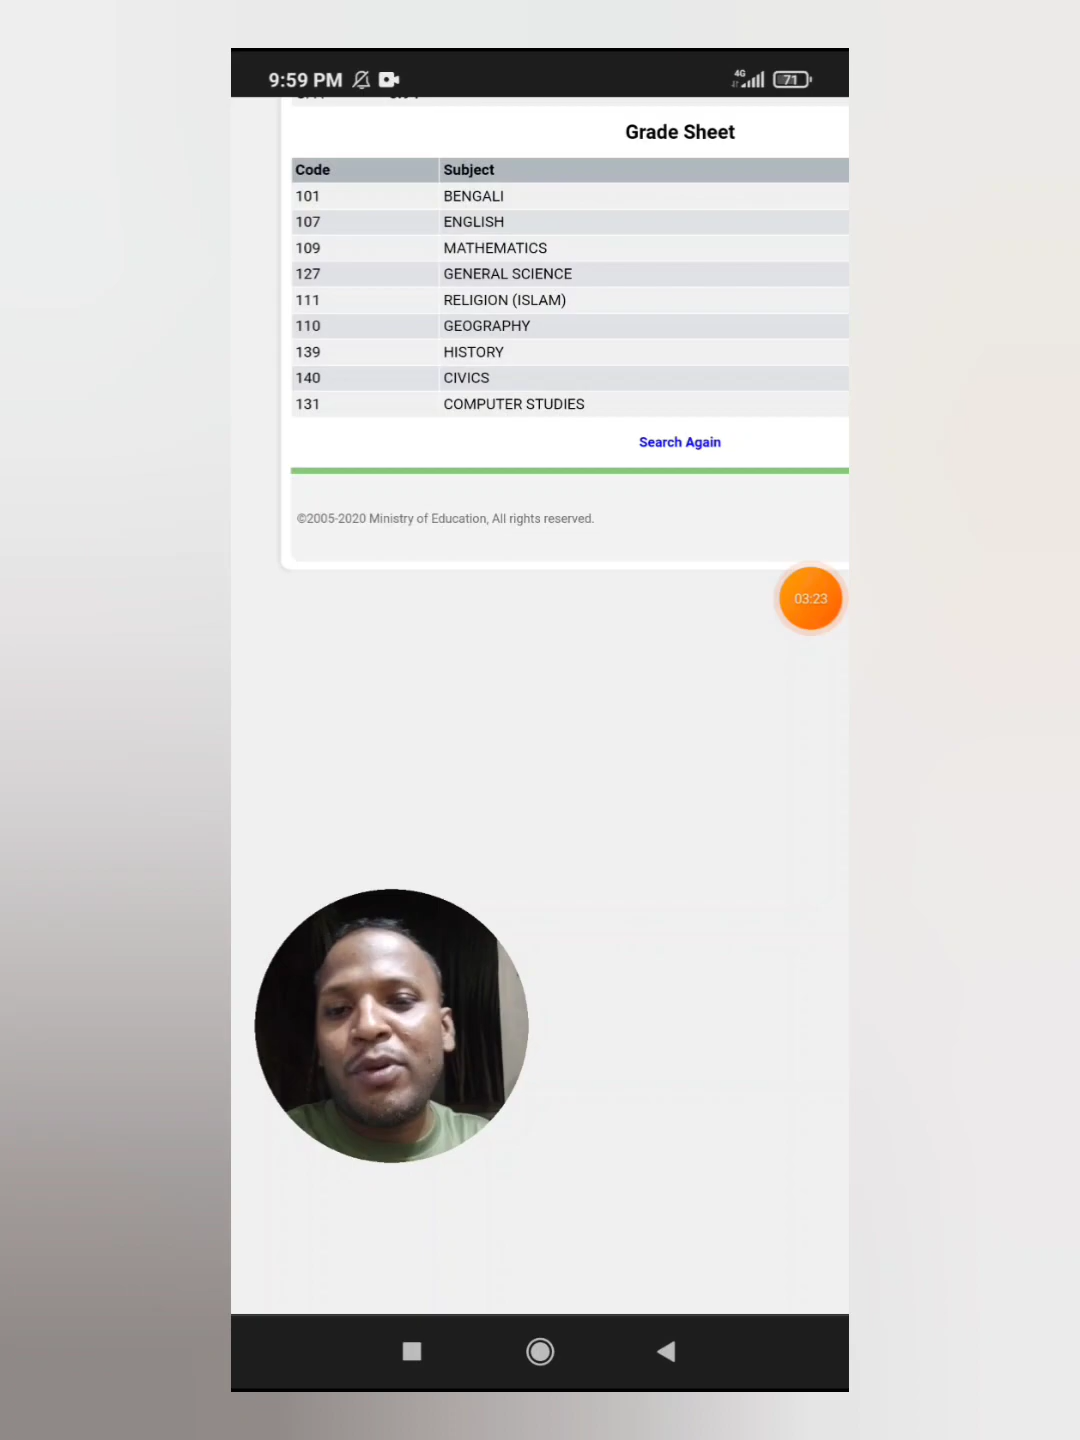 9:59 PM 4G 71
Grade Sheet
Code Subject
101 BENGALI
107 ENGLISH
109 MATHEMATICS
127 GENERAL SCIENCE
111 RELIGION (ISLAM)
110 GEOGRAPHY
139 HISTORY
140 CIVICS
131 COMPUTER STUDIES
Search Again
©2005-2020 Ministry of Education, All rights reserved.
03:23